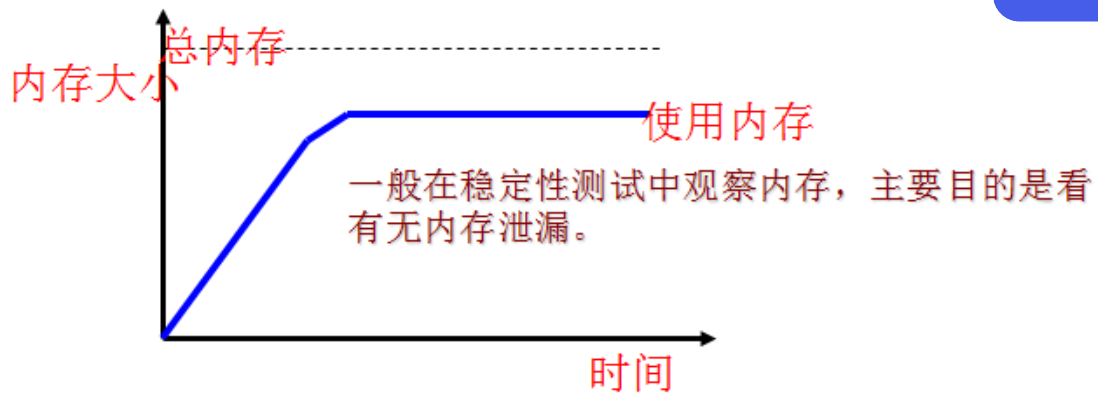 总内存
内存大小
使用内存
一般在稳定性测试中观察内存，主要目的是看
有无内存泄漏。
时间